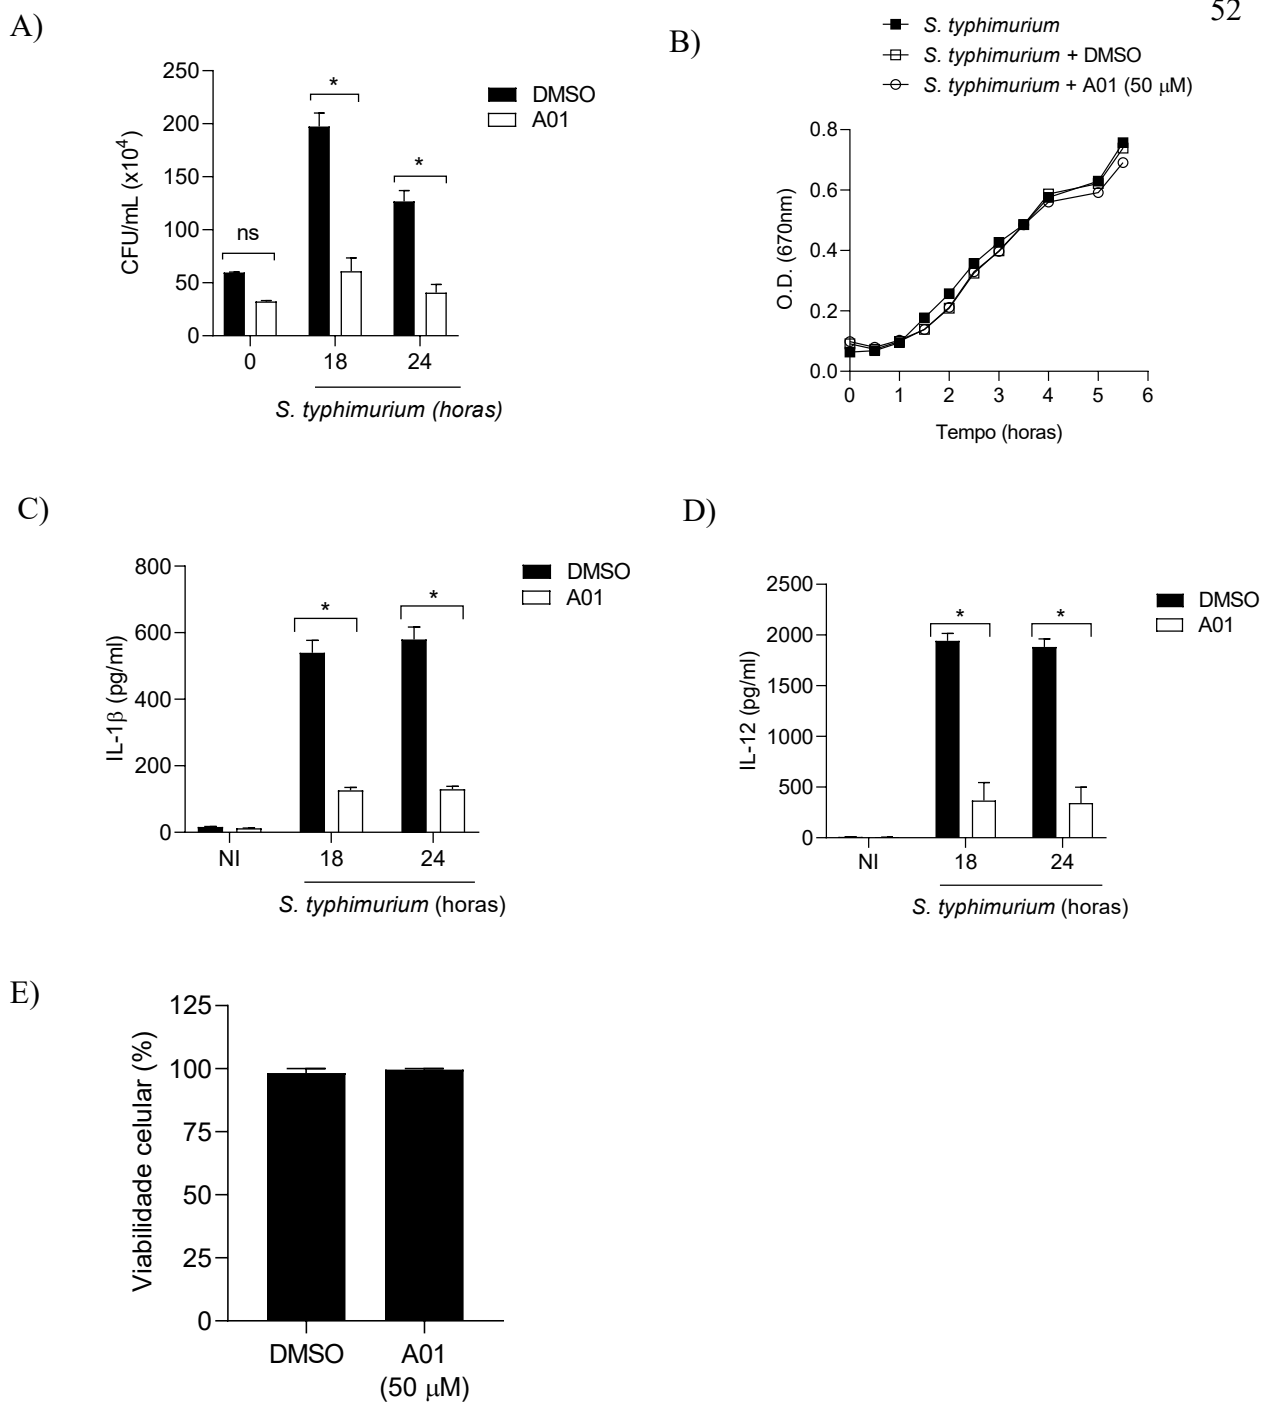 52
A)
250
200
150
100
50
0
CFU/mL (x10⁴)
ns
*
*
DMSO
A01
0 18 24
S. typhimurium (horas)
B)
S. typhimurium
S. typhimurium + DMSO
S. typhimurium + A01 (50 μM)
0.8
0.6
0.4
0.2
0.0
O.D. (670nm)
0 1 2 3 4 5 6
Tempo (horas)
C)
800
600
400
200
0
IL-1β (pg/ml)
*
*
DMSO
A01
NI 18 24
S. typhimurium (horas)
D)
2500
2000
1500
1000
500
0
IL-12 (pg/ml)
*
*
DMSO
A01
NI 18 24
S. typhimurium (horas)
E)
125
100
75
50
25
0
Viabilidade celular (%)
DMSO A01
(50 μM)